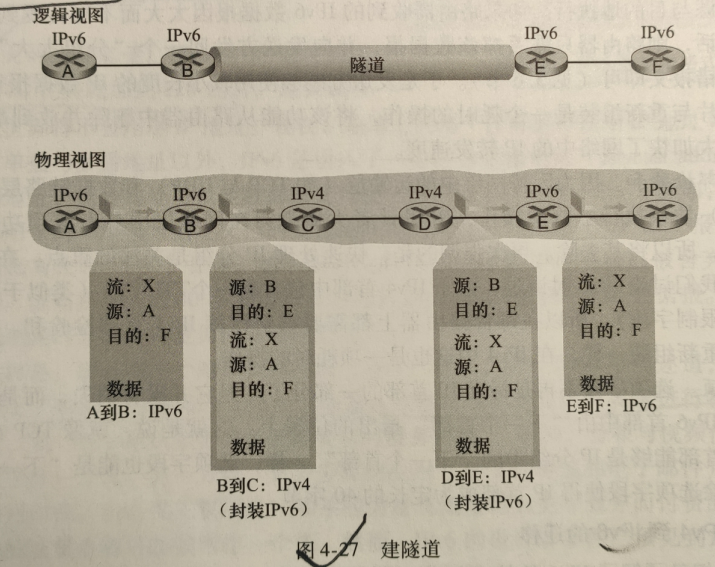 逻辑视图
IPv6 IPv6 IPv6 IPv6
A B 隧道 E F
物理视图
IPv6 IPv6 IPv4 IPv4 IPv6 IPv6
A B C D E F
流：X
源：A
目的：F
数据
A到B：IPv6
源：B
目的：E
流：X
源：A
目的：F
数据
B到C：IPv4
（封装IPv6）
源：B
目的：E
流：X
源：A
目的：F
数据
D到E：IPv4
（封装IPv6）
流：X
源：A
目的：F
数据
E到F：IPv6
图 4-27 建隧道